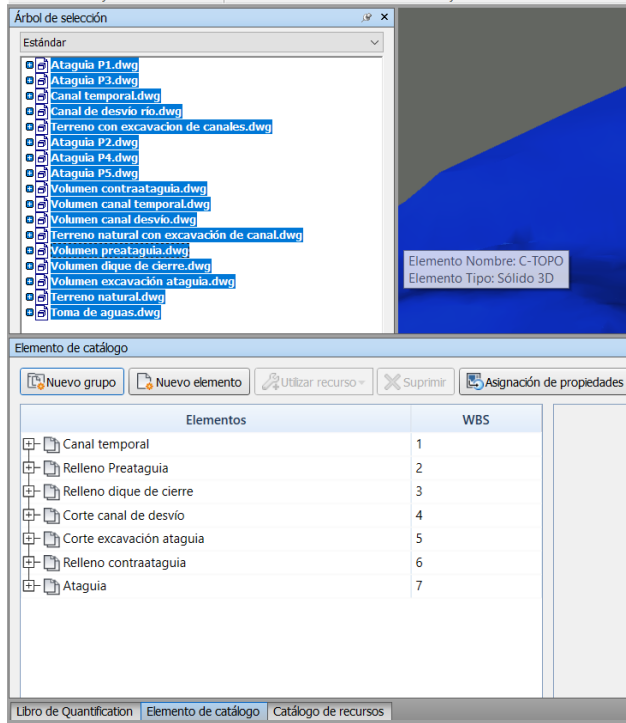 Árbol de selección
Estándar
Ataguia P1.dwg
Ataguia P3.dwg
Canal temporal.dwg
Canal de desvío río.dwg
Terreno con excavacion de canales.dwg
Ataguia P2.dwg
Ataguia P4.dwg
Ataguia P5.dwg
Volumen contraataguia.dwg
Volumen canal temporal.dwg
Volumen canal desvío.dwg
Terreno natural con excavación de canal.dwg
Volumen preataguia.dwg
Volumen dique de cierre.dwg
Volumen excavación ataguia.dwg
Terreno natural.dwg
Toma de aguas.dwg
Elemento Nombre: C-TOPO
Elemento Tipo: Sólido 3D
Elemento de catálogo
Nuevo grupo Nuevo elemento Utilizar recurso Suprimir Asignación de propiedades
Elementos WBS
Canal temporal 1
Relleno Preataguia 2
Relleno dique de cierre 3
Corte canal de desvío 4
Corte excavación ataguia 5
Relleno contraataguia 6
Ataguia 7
Libro de Quantification Elemento de catálogo Catálogo de recursos